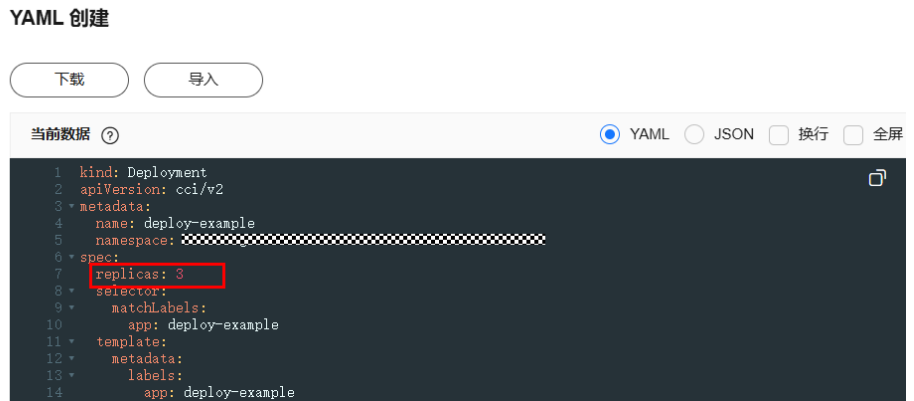 YAML 创建
下载 导入
当前数据 ? YAML JSON 换行 全屏
1 kind: Deployment
2 apiVersion: cci/v2
3 metadata:
4 name: deploy-example
5 namespace:
6 spec:
7 replicas: 3
8 selector:
9 matchLabels:
10 app: deploy-example
11 template:
12 metadata:
13 labels:
14 app: deploy-example